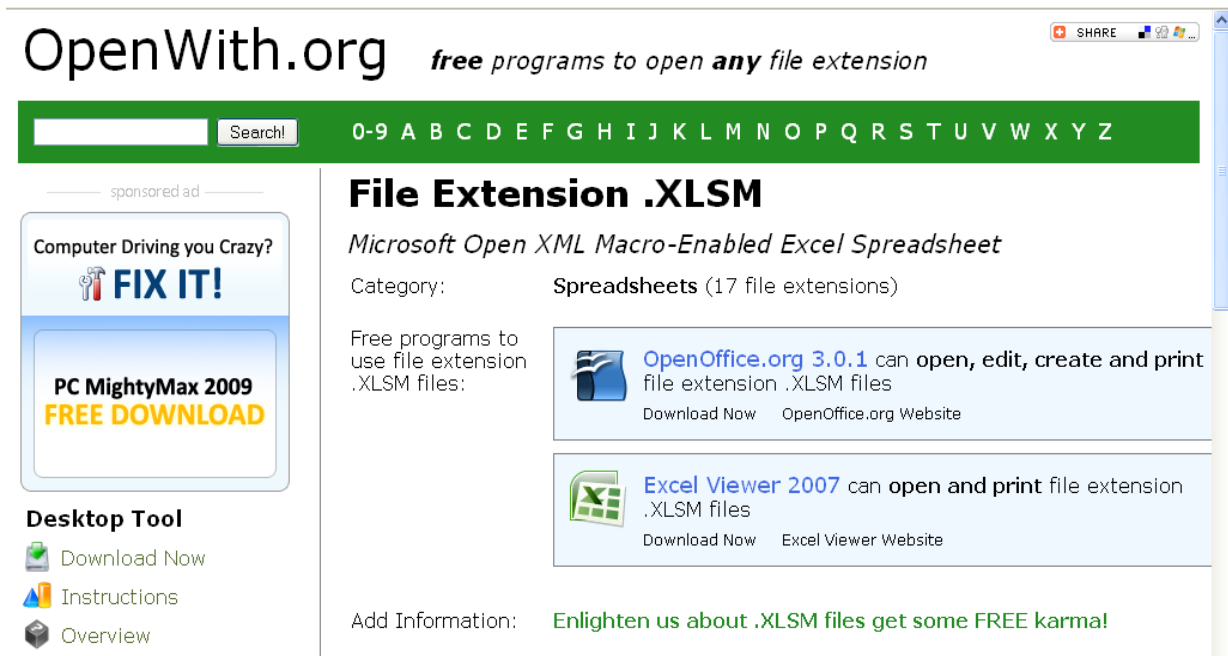 OpenWith.org free programs to open any file extension
SHARE
Search!
0-9 A B C D E F G H I J K L M N O P Q R S T U V W X Y Z
sponsored ad
Computer Driving you Crazy?
FIX IT!
PC MightyMax 2009
FREE DOWNLOAD
Desktop Tool
Download Now
Instructions
Overview
File Extension .XLSM
Microsoft Open XML Macro-Enabled Excel Spreadsheet
Category: Spreadsheets (17 file extensions)
Free programs to
use file extension
.XLSM files:
OpenOffice.org 3.0.1 can open, edit, create and print
file extension .XLSM files
Download Now OpenOffice.org Website
Excel Viewer 2007 can open and print file extension
.XLSM files
Download Now Excel Viewer Website
Add Information: Enlighten us about .XLSM files get some FREE karma!